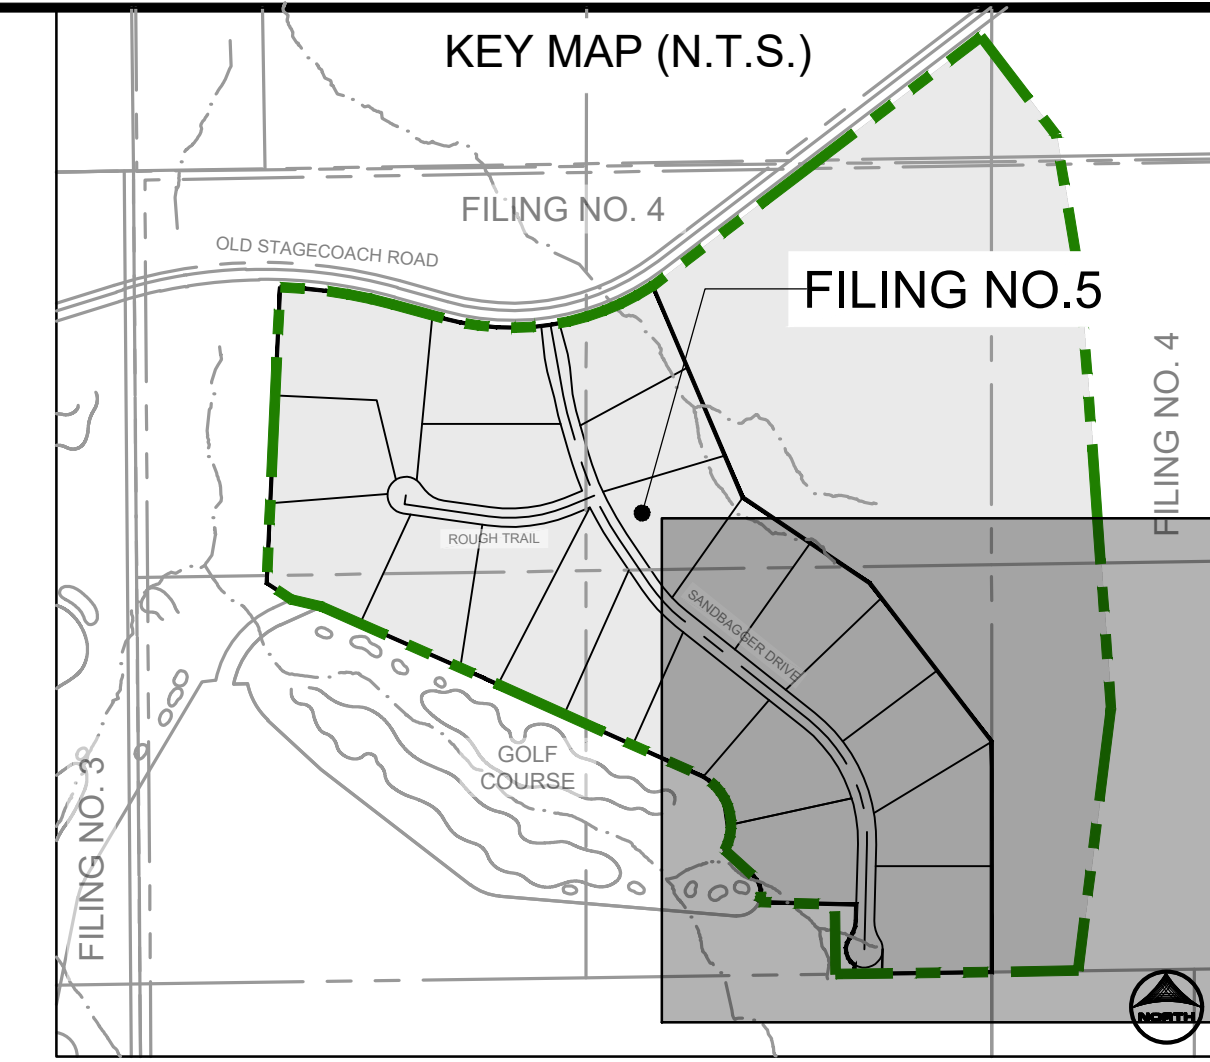 KEY MAP (N.T.S.)
FILING NO. 4
OLD STAGECOACH ROAD
FILING NO.5
FILING NO. 4
ROUGH TRAIL
SANDBAGGER DRIVE
GOLF
COURSE
FILING NO. 3
NORTH